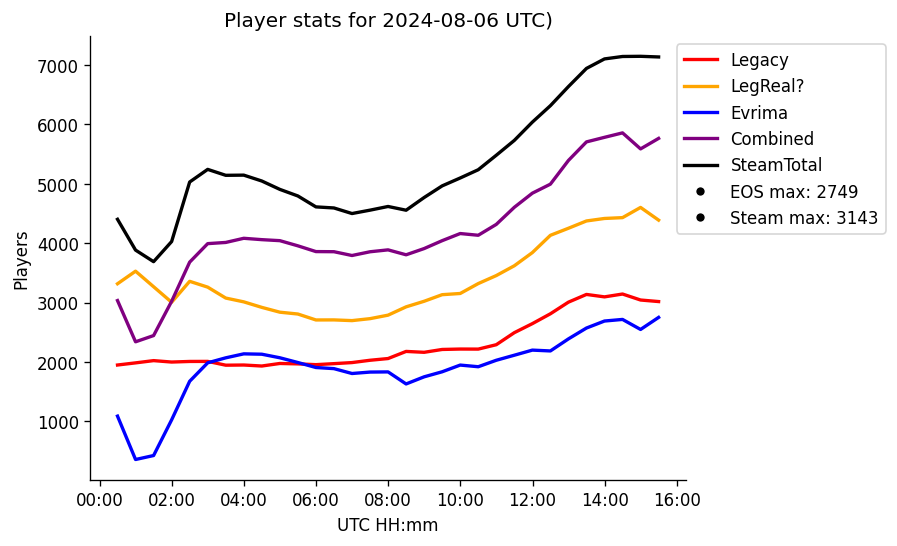 Player stats for 2024-08-06 UTC)
7000
6000
5000
4000
3000
2000
1000
Players
00:00 02:00 04:00 06:00 08:00 10:00 12:00 14:00 16:00
UTC HH:mm
Legacy
LegReal?
Evrima
Combined
SteamTotal
EOS max: 2749
Steam max: 3143